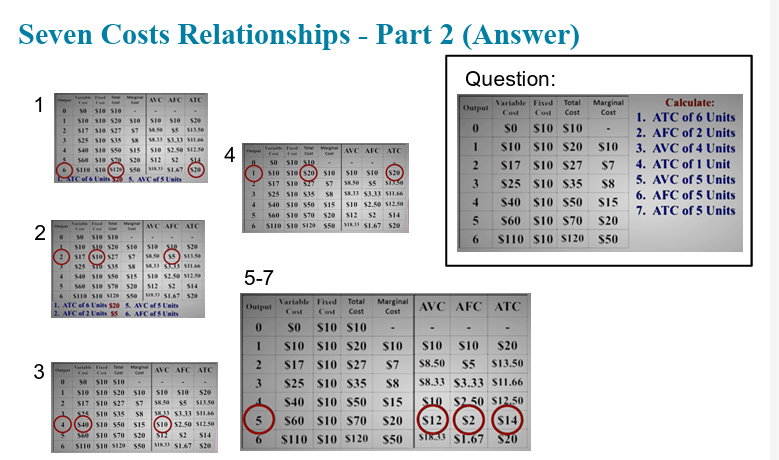 Seven Costs Relationships - Part 2 (Answer)
Question:
Output Variable Cost Fixed Cost Total Cost Marginal Cost
0 $0 $10 $10 -
1 $10 $10 $20 $10
2 $17 $10 $27 $7
3 $25 $10 $35 $8
4 $40 $10 $50 $15
5 $60 $10 $70 $20
6 $110 $10 $120 $50
Calculate:
1. ATC of 6 Units
2. AFC of 2 Units
3. AVC of 4 Units
4. ATC of 1 Unit
5. AVC of 5 Units
6. AFC of 5 Units
7. ATC of 5 Units
1
Output Variable Cost Fixed Cost Total Cost Marginal Cost AVC AFC ATC
0 $0 $10 $10 - - - -
1 $10 $10 $20 $10 $10 $10 $20
2 $17 $10 $27 $7 $8.50 $5 $13.50
3 $25 $10 $35 $8 $8.33 $3.33 $11.66
4 $40 $10 $50 $15 $10 $2.50 $12.50
5 $60 $10 $70 $20 $12 $2 $14
6 $110 $10 $120 $50 $18.33 $1.67 $20
1. ATC of 6 Units $20 5. AVC of 5 Units
2
Output Variable Cost Fixed Cost Total Cost Marginal Cost AVC AFC ATC
0 $0 $10 $10 - - - -
1 $10 $10 $20 $10 $10 $10 $20
2 $17 $10 $27 $7 $8.50 $5 $13.50
3 $25 $10 $35 $8 $8.33 $3.33 $11.66
4 $40 $10 $50 $15 $10 $2.50 $12.50
5 $60 $10 $70 $20 $12 $2 $14
6 $110 $10 $120 $50 $18.33 $1.67 $20
1. ATC of 6 Units $20 5. AVC of 5 Units
2. AFC of 2 Units $5 6. AFC of 5 Units
3
Output Variable Cost Fixed Cost Total Cost Marginal Cost AVC AFC ATC
0 $0 $10 $10 - - - -
1 $10 $10 $20 $10 $10 $10 $20
2 $17 $10 $27 $7 $8.50 $5 $13.50
3 $25 $10 $35 $8 $8.33 $3.33 $11.66
4 $40 $10 $50 $15 $10 $2.50 $12.50
5 $60 $10 $70 $20 $12 $2 $14
6 $110 $10 $120 $50 $18.33 $1.67 $20
4
Output Variable Cost Fixed Cost Total Cost Marginal Cost AVC AFC ATC
0 $0 $10 $10 - - - -
1 $10 $10 $20 $10 $10 $10 $20
2 $17 $10 $27 $7 $8.50 $5 $13.50
3 $25 $10 $35 $8 $8.33 $3.33 $11.66
4 $40 $10 $50 $15 $10 $2.50 $12.50
5 $60 $10 $70 $20 $12 $2 $14
6 $110 $10 $120 $50 $18.33 $1.67 $20
5-7
Output Variable Cost Fixed Cost Total Cost Marginal Cost AVC AFC ATC
0 $0 $10 $10 - - - -
1 $10 $10 $20 $10 $10 $10 $20
2 $17 $10 $27 $7 $8.50 $5 $13.50
3 $25 $10 $35 $8 $8.33 $3.33 $11.66
4 $40 $10 $50 $15 $10 $2.50 $12.50
5 $60 $10 $70 $20 $12 $2 $14
6 $110 $10 $120 $50 $18.33 $1.67 $20